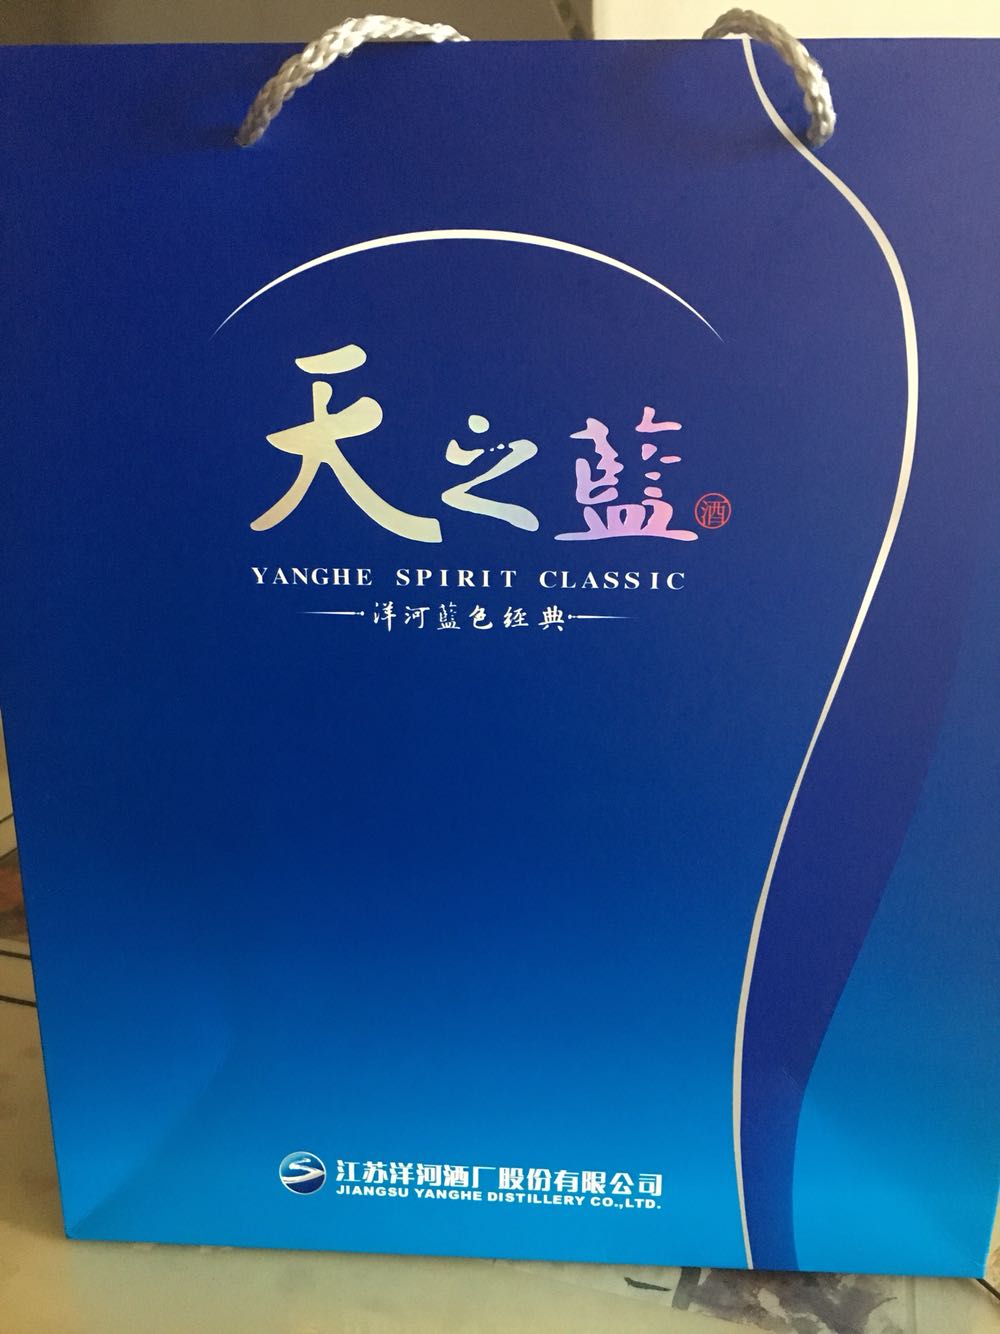 天之藍
酒
YANGHE SPIRIT CLASSIC
洋河藍色経典
江苏洋河酒厂股份有限公司
JIANGSU YANGHE DISTILLERY CO.,LTD.